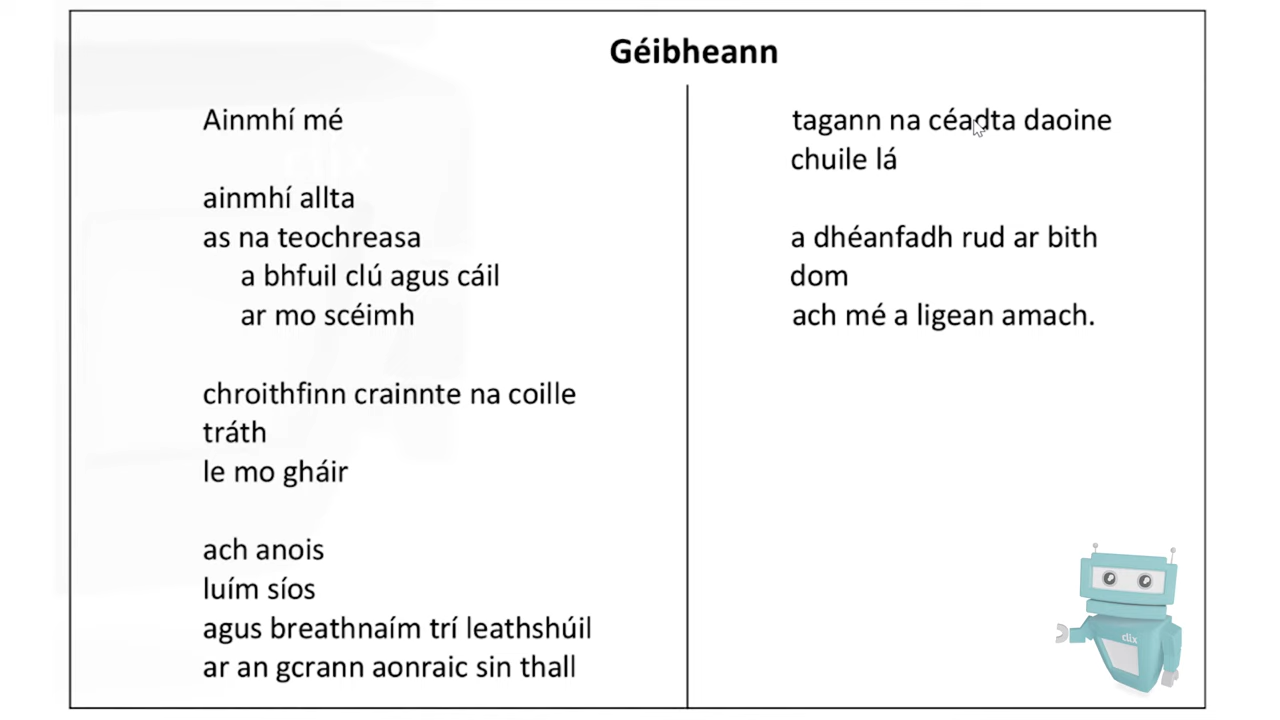 Géibheann
Ainmhí mé
ainmhí allta
as na teochreasa
a bhfuil clú agus cáil
ar mo scéimh
chroithfinn crainnte na coille
tráth
le mo gháir
ach anois
luím síos
agus breathnaím trí leathshúil
ar an gcrann aonraic sin thall
tagann na céadta daoine
chuile lá
a dhéanfadh rud ar bith
dom
ach mé a ligean amach.
clix